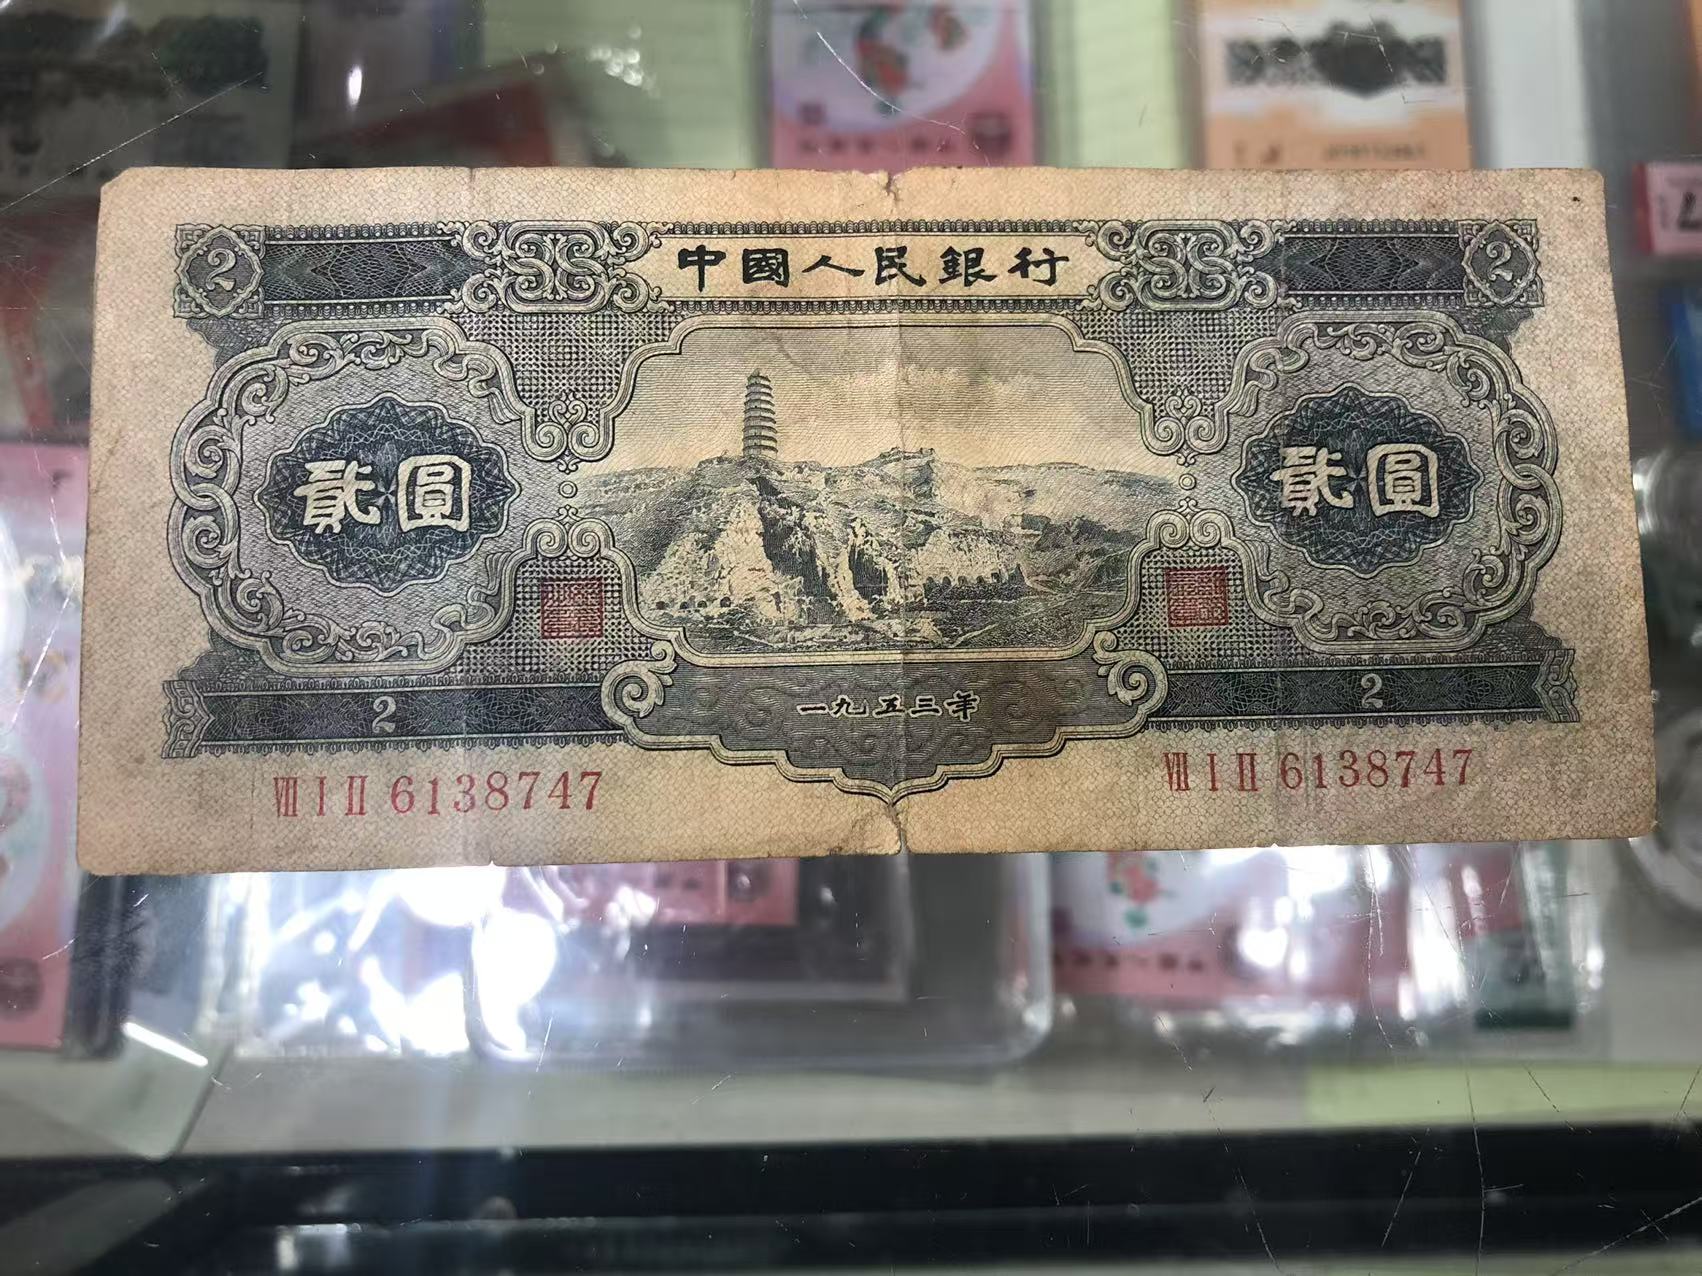 2 中國人民銀行 2
貳圓 貳圓
2 一九五三年 2
Ⅷ Ⅰ Ⅱ 6138747 Ⅷ Ⅰ Ⅱ 6138747